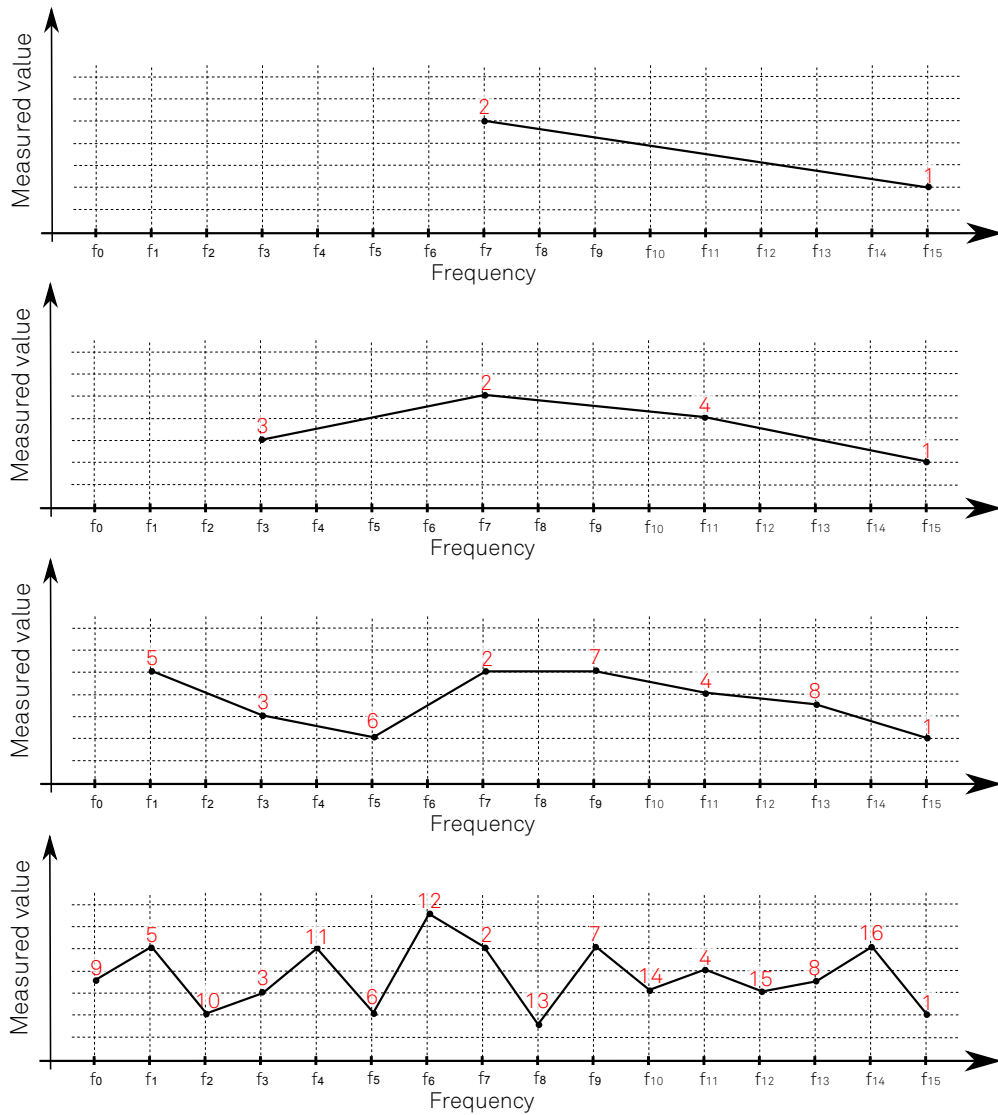 Measured value
2
1
f0 f1 f2 f3 f4 f5 f6 f7 f8 f9 f10 f11 f12 f13 f14 f15
Frequency
Measured value
3 2 4 1
f0 f1 f2 f3 f4 f5 f6 f7 f8 f9 f10 f11 f12 f13 f14 f15
Frequency
Measured value
5 3 6 2 7 4 8 1
f0 f1 f2 f3 f4 f5 f6 f7 f8 f9 f10 f11 f12 f13 f14 f15
Frequency
Measured value
9 5 10 3 11 6 12 2 13 7 14 4 15 8 16 1
f0 f1 f2 f3 f4 f5 f6 f7 f8 f9 f10 f11 f12 f13 f14 f15
Frequency